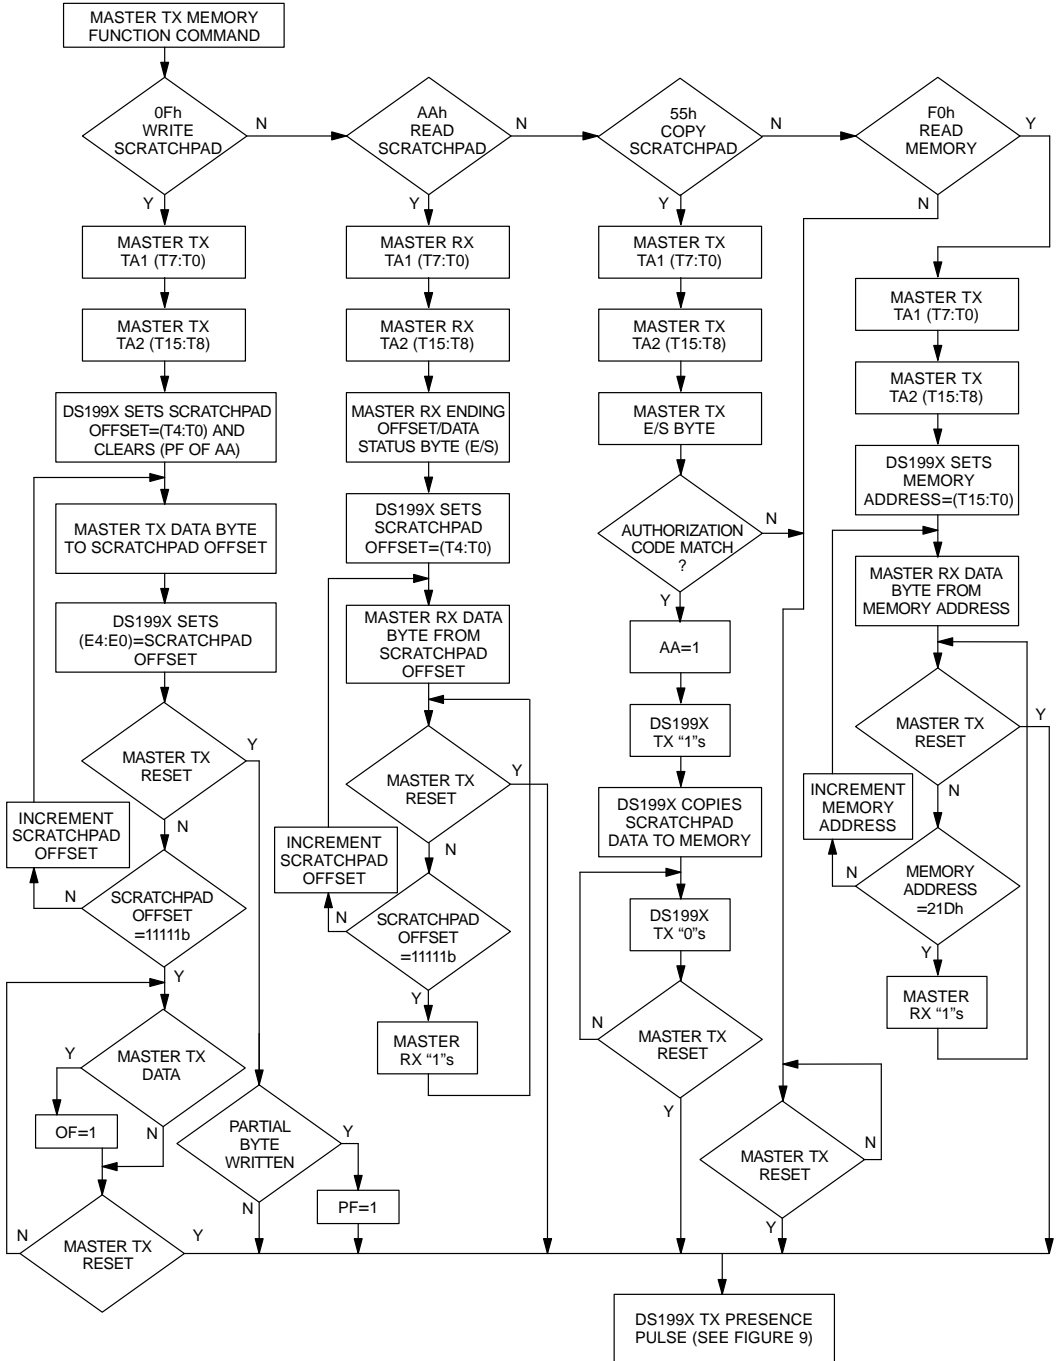 MASTER TX MEMORY
FUNCTION COMMAND
0Fh
WRITE
SCRATCHPAD
N
Y
AAh
READ
SCRATCHPAD
N
Y
55h
COPY
SCRATCHPAD
N
Y
F0h
READ
MEMORY
Y
N
MASTER TX
TA1 (T7:T0)
MASTER TX
TA2 (T15:T8)
DS199X SETS SCRATCHPAD
OFFSET=(T4:T0) AND
CLEARS (PF OF AA)
MASTER TX DATA BYTE
TO SCRATCHPAD OFFSET
DS199X SETS
(E4:E0)=SCRATCHPAD
OFFSET
MASTER TX
RESET
Y
N
INCREMENT
SCRATCHPAD
OFFSET
N
SCRATCHPAD
OFFSET
=11111b
Y
Y
MASTER TX
DATA
N
OF=1
N
MASTER TX
RESET
Y
PARTIAL
BYTE
WRITTEN
Y
N
PF=1
MASTER RX
TA1 (T7:T0)
MASTER RX
TA2 (T15:T8)
MASTER RX ENDING
OFFSET/DATA
STATUS BYTE (E/S)
DS199X SETS
SCRATCHPAD
OFFSET=(T4:T0)
MASTER RX DATA
BYTE FROM
SCRATCHPAD
OFFSET
MASTER TX
RESET
Y
N
INCREMENT
SCRATCHPAD
OFFSET
N
SCRATCHPAD
OFFSET
=11111b
Y
MASTER
RX “1”s
MASTER TX
TA1 (T7:T0)
MASTER TX
TA2 (T15:T8)
MASTER TX
E/S BYTE
AUTHORIZATION
CODE MATCH
?
N
Y
AA=1
DS199X
TX “1”s
DS199X COPIES
SCRATCHPAD
DATA TO MEMORY
DS199X
TX “0”s
N
MASTER TX
RESET
Y
MASTER TX
RESET
N
Y
MASTER TX
TA1 (T7:T0)
MASTER TX
TA2 (T15:T8)
DS199X SETS
MEMORY
ADDRESS=(T15:T0)
MASTER RX DATA
BYTE FROM
MEMORY ADDRESS
MASTER TX
RESET
Y
N
INCREMENT
MEMORY
ADDRESS
N
MEMORY
ADDRESS
=21Dh
Y
MASTER
RX “1”s
DS199X TX PRESENCE
PULSE (SEE FIGURE 9)